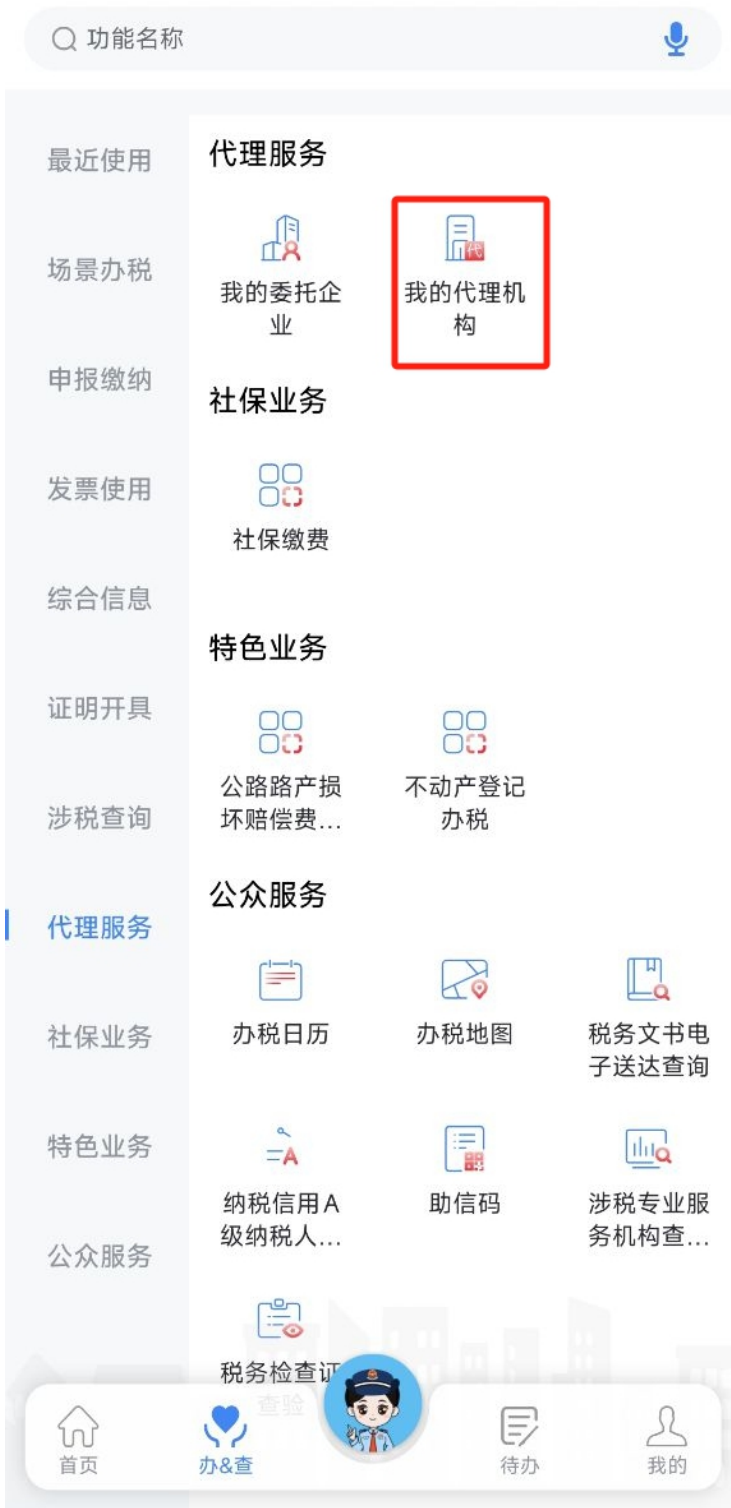 功能名称
最近使用
场景办税
申报缴纳
发票使用
综合信息
证明开具
涉税查询
代理服务
社保业务
特色业务
公众服务
代理服务
代
我的委托企
业
我的代理机
构
社保业务
社保缴费
特色业务
公路路产损
坏赔偿费...
不动产登记
办税
公众服务
办税日历
办税地图
税务文书电
子送达查询
A
纳税信用A
级纳税人...
助信码
涉税专业服
务机构查...
税务检查证
查验
首页
办&查
待办
我的